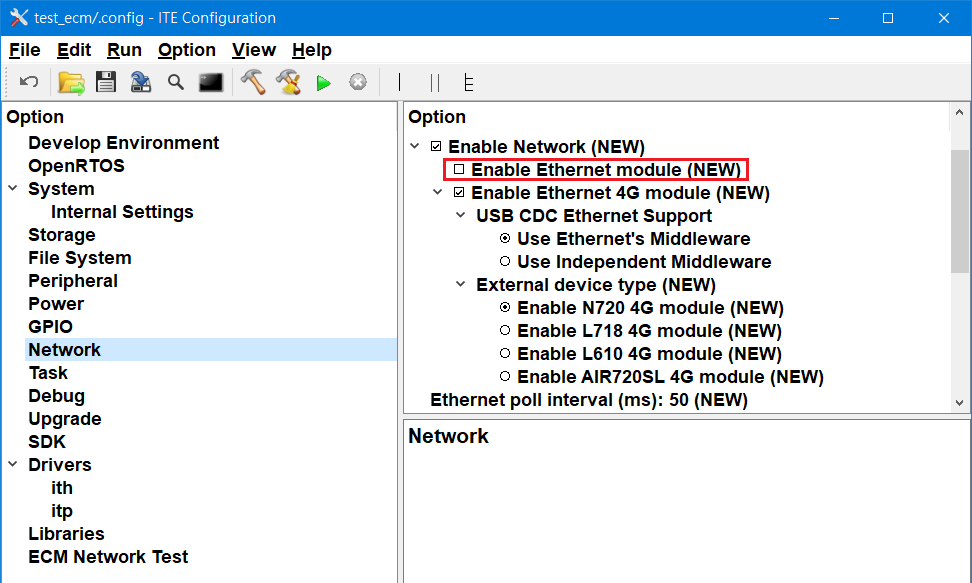 test_ecm/.config - ITE Configuration
File Edit Run Option View Help
Option
Develop Environment
OpenRTOS
System
Internal Settings
Storage
File System
Peripheral
Power
GPIO
Network
Task
Debug
Upgrade
SDK
Drivers
ith
itp
Libraries
ECM Network Test
Option
Enable Network (NEW)
Enable Ethernet module (NEW)
Enable Ethernet 4G module (NEW)
USB CDC Ethernet Support
Use Ethernet's Middleware
Use Independent Middleware
External device type (NEW)
Enable N720 4G module (NEW)
Enable L718 4G module (NEW)
Enable L610 4G module (NEW)
Enable AIR720SL 4G module (NEW)
Ethernet poll interval (ms): 50 (NEW)
Network